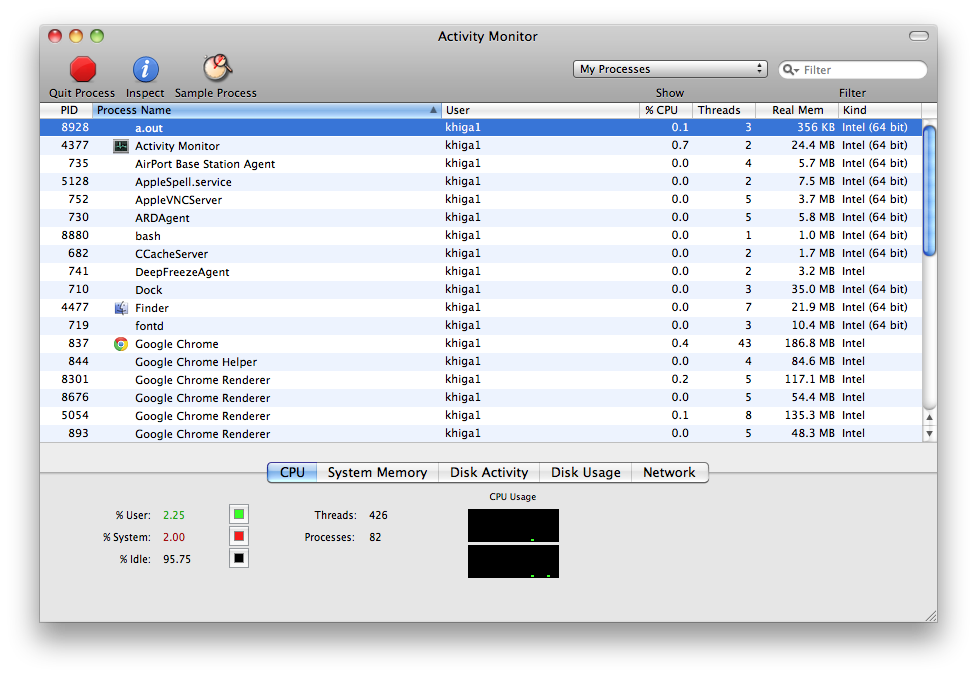 Activity Monitor
Quit Process Inspect Sample Process My Processes Filter
Show Filter
PID Process Name User % CPU Threads Real Mem Kind
8928 a.out khiga1 0.1 3 356 KB Intel (64 bit)
4377 Activity Monitor khiga1 0.7 2 24.4 MB Intel (64 bit)
735 AirPort Base Station Agent khiga1 0.0 4 5.7 MB Intel (64 bit)
5128 AppleSpell.service khiga1 0.0 2 7.5 MB Intel (64 bit)
752 AppleVNCServer khiga1 0.0 5 3.7 MB Intel (64 bit)
730 ARDAgent khiga1 0.0 5 5.8 MB Intel (64 bit)
8880 bash khiga1 0.0 1 1.0 MB Intel (64 bit)
682 CCacheServer khiga1 0.0 2 1.7 MB Intel (64 bit)
741 DeepFreezeAgent khiga1 0.0 2 3.2 MB Intel
710 Dock khiga1 0.0 3 35.0 MB Intel (64 bit)
4477 Finder khiga1 0.0 7 21.9 MB Intel (64 bit)
719 fontd khiga1 0.0 3 10.4 MB Intel (64 bit)
837 Google Chrome khiga1 0.4 43 186.8 MB Intel
844 Google Chrome Helper khiga1 0.0 4 84.6 MB Intel
8301 Google Chrome Renderer khiga1 0.2 5 117.1 MB Intel
8676 Google Chrome Renderer khiga1 0.0 5 54.4 MB Intel
5054 Google Chrome Renderer khiga1 0.1 8 135.3 MB Intel
893 Google Chrome Renderer khiga1 0.0 5 48.3 MB Intel
CPU System Memory Disk Activity Disk Usage Network
CPU Usage
% User: 2.25 Threads: 426
% System: 2.00 Processes: 82
% Idle: 95.75